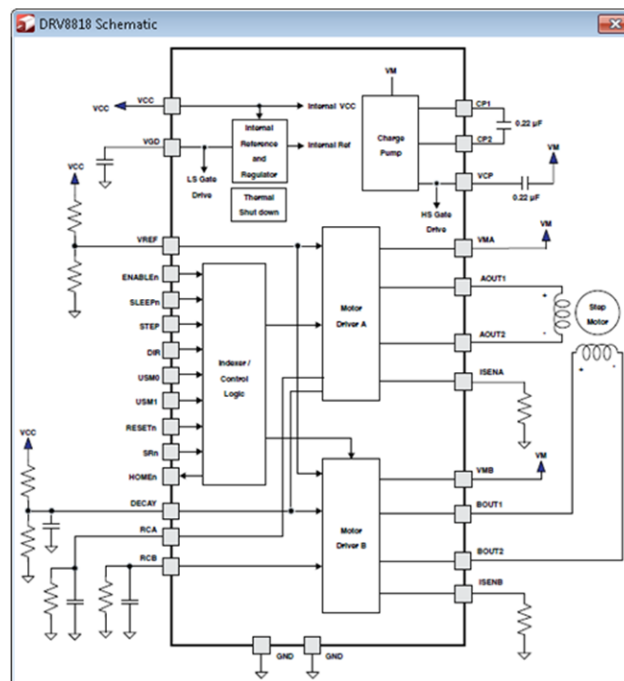 DRV8818 Schematic
VM
VCC
VCC
Internal VCC
CP1
0.22 µF
VGD
Internal
Reference
and
Regulator
Internal Ref
Charge
Pump
CP2
VCC
LS Gate
Drive
VCP
VM
0.22 µF
Thermal
Shut down
HS Gate
Drive
VREF
VMA
VM
ENABLEn
AOUT1
SLEEPn
Motor
Driver A
+
Step
Motor
STEP
-
DIR
AOUT2
Indexer /
Control
Logic
+
-
USM0
ISENA
USM1
RESETn
VCC
SRn
VM
HOMEn
VMB
DECAY
BOUT1
Motor
Driver B
RCA
BOUT2
RCB
ISENB
GND
GND